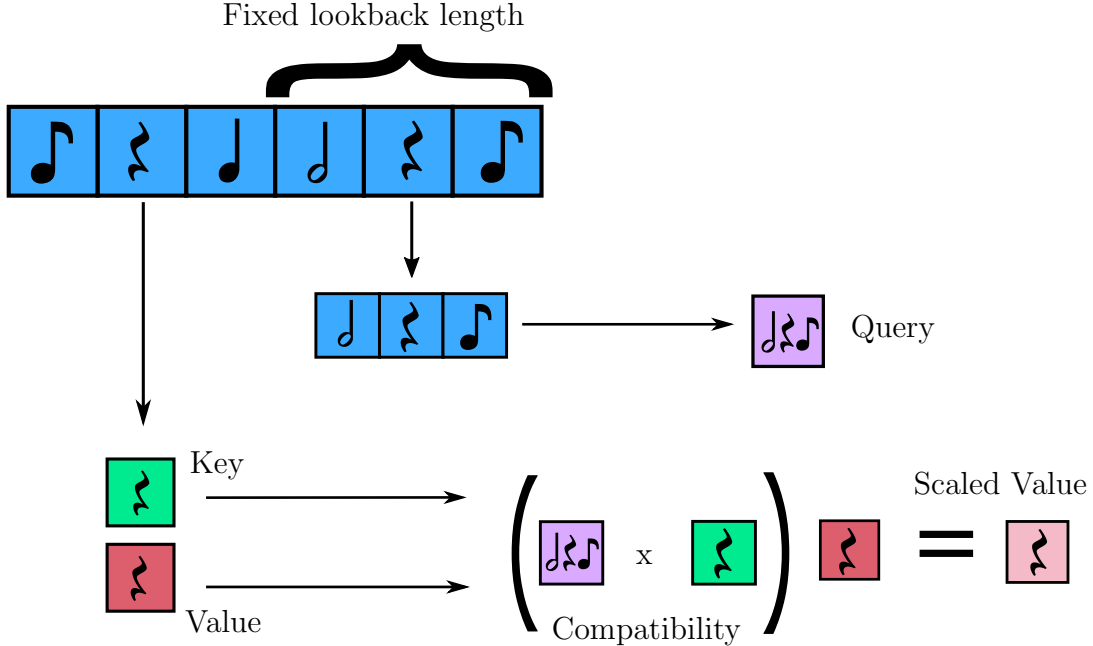 Fixed lookback length
Query
Key
Scaled Value
x
Value
Compatibility